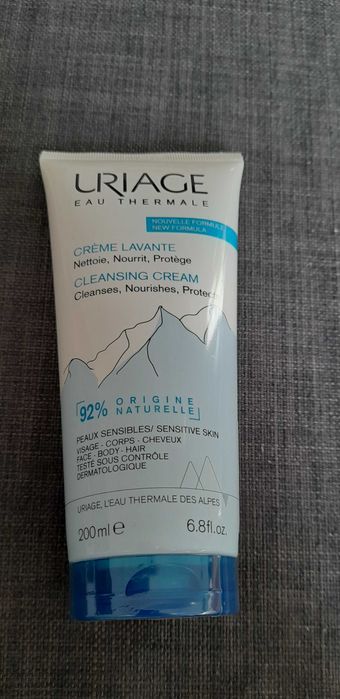 URIAGE
EAU THERMALE
NOUVELLE FORMULE
NEW FORMULA
CRÈME LAVANTE
Nettoie, Nourrit, Protège
CLEANSING CREAM
Cleanses, Nourishes, Protects
92% ORIGINE
NATURELLE
PEAUX SENSIBLES/ SENSITIVE SKIN
VISAGE - CORPS - CHEVEUX
FACE - BODY - HAIR
TESTÉ SOUS CONTRÔLE
DERMATOLOGIQUE
URIAGE, L'EAU THERMALE DES ALPES
200ml e 6.8fl.oz.